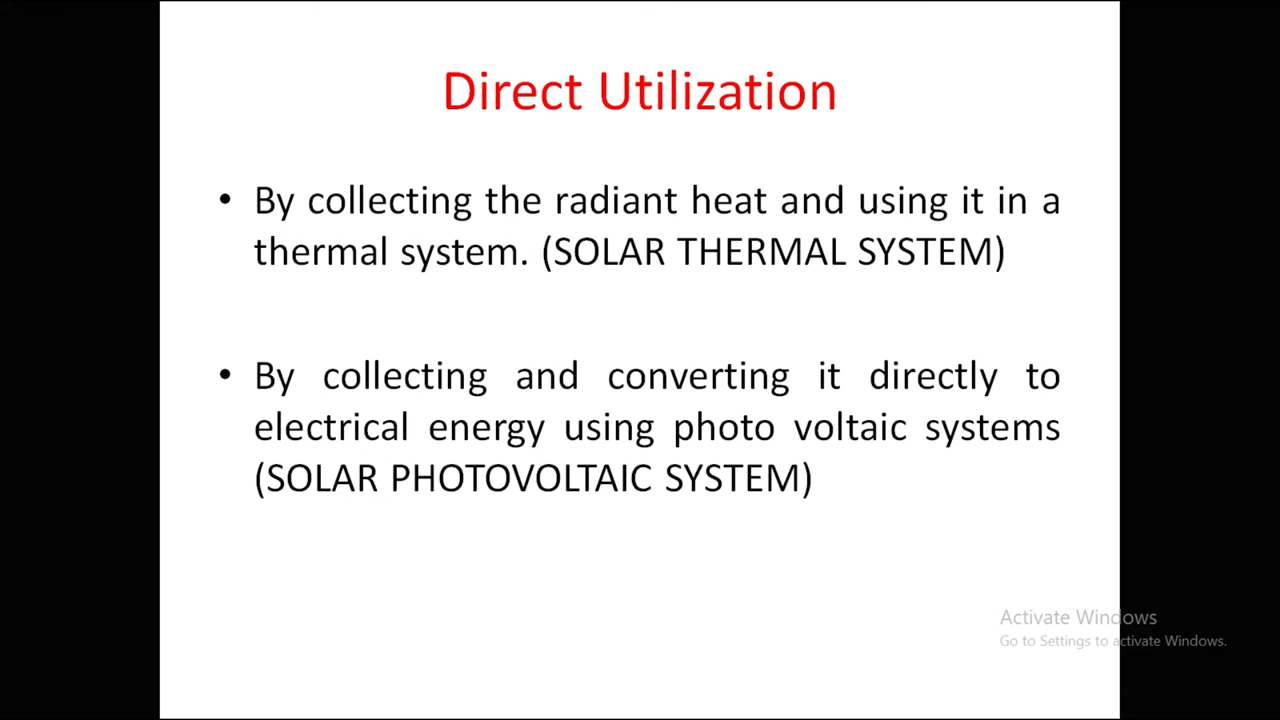 Direct Utilization
• By collecting the radiant heat and using it in a
thermal system. (SOLAR THERMAL SYSTEM)
• By collecting and converting it directly to
electrical energy using photo voltaic systems
(SOLAR PHOTOVOLTAIC SYSTEM)
Activate Windows
Go to Settings to activate Windows.